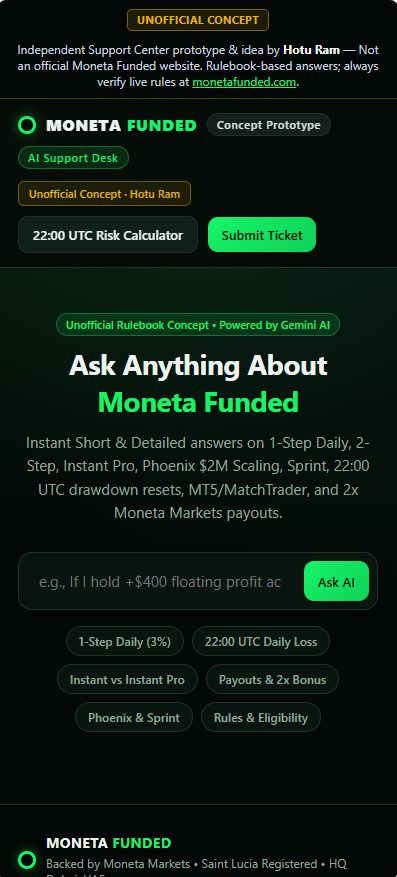 UNOFFICIAL CONCEPT
Independent Support Center prototype & idea by Hotu Ram — Not
an official Moneta Funded website. Rulebook-based answers; always
verify live rules at monetafunded.com.
MONETA FUNDED
Concept Prototype
AI Support Desk
Unofficial Concept · Hotu Ram
22:00 UTC Risk Calculator
Submit Ticket
Unofficial Rulebook Concept • Powered by Gemini AI
Ask Anything About
Moneta Funded
Instant Short & Detailed answers on 1-Step Daily, 2-
Step, Instant Pro, Phoenix $2M Scaling, Sprint, 22:00
UTC drawdown resets, MT5/MatchTrader, and 2x
Moneta Markets payouts.
e.g., If I hold +$400 floating profit ac
Ask AI
1-Step Daily (3%)
22:00 UTC Daily Loss
Instant vs Instant Pro
Payouts & 2x Bonus
Phoenix & Sprint
Rules & Eligibility
MONETA FUNDED
Backed by Moneta Markets • Saint Lucia Registered • HQ